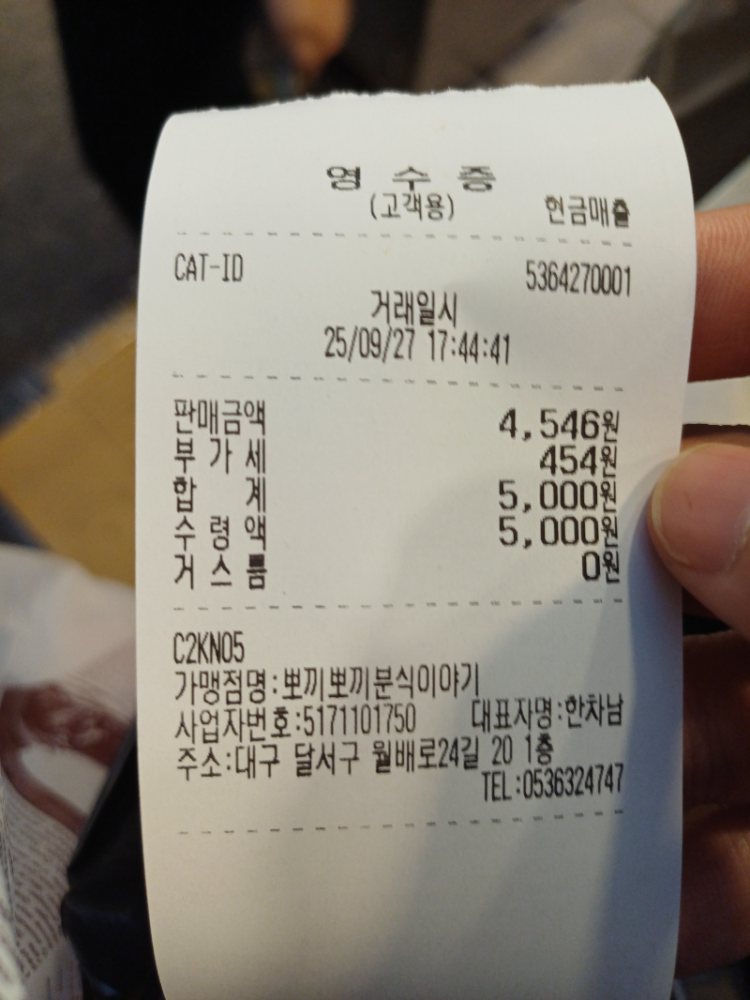 영 수 증
(고객용) 현금매출
CAT-ID 5364270001
거래일시
25/09/27 17:44:41
판매금액 4,546원
부 가 세 454원
합 계 5,000원
수 령 액 5,000원
거 스 름 0원
C2KN05
가맹점명:뽀끼뽀끼분식이야기
사업자번호:5171101750 대표자명:한차남
주소:대구 달서구 월배로24길 20 1층
TEL:0536324747